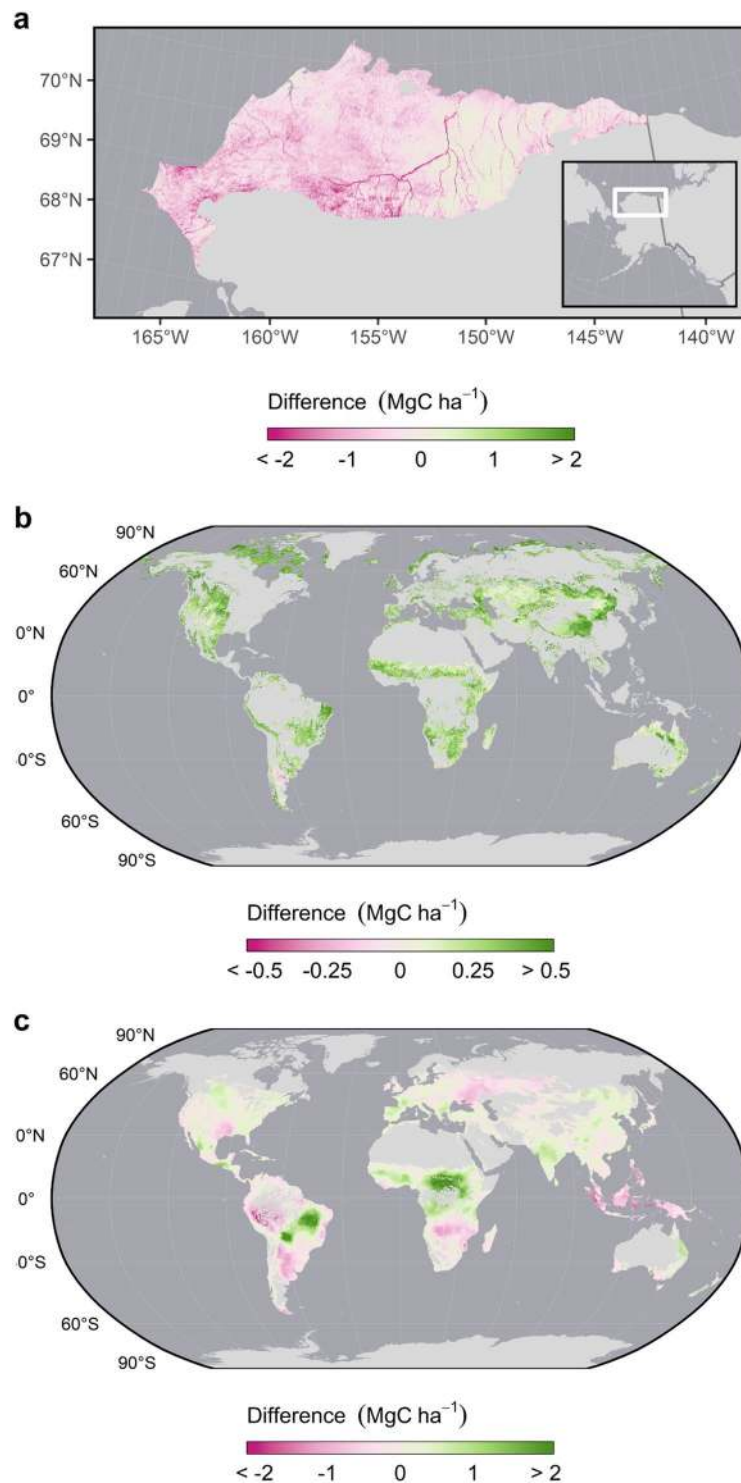 a
70°N
69°N
68°N
67°N
165°W 160°W 155°W 150°W 145°W 140°W
Difference (MgC ha⁻¹)
< -2 -1 0 1 > 2
b
90°N
60°N
0°N
0°
0°S
60°S
90°S
Difference (MgC ha⁻¹)
< -0.5 -0.25 0 0.25 > 0.5
c
90°N
60°N
0°N
0°
0°S
60°S
90°S
Difference (MgC ha⁻¹)
< -2 -1 0 1 > 2